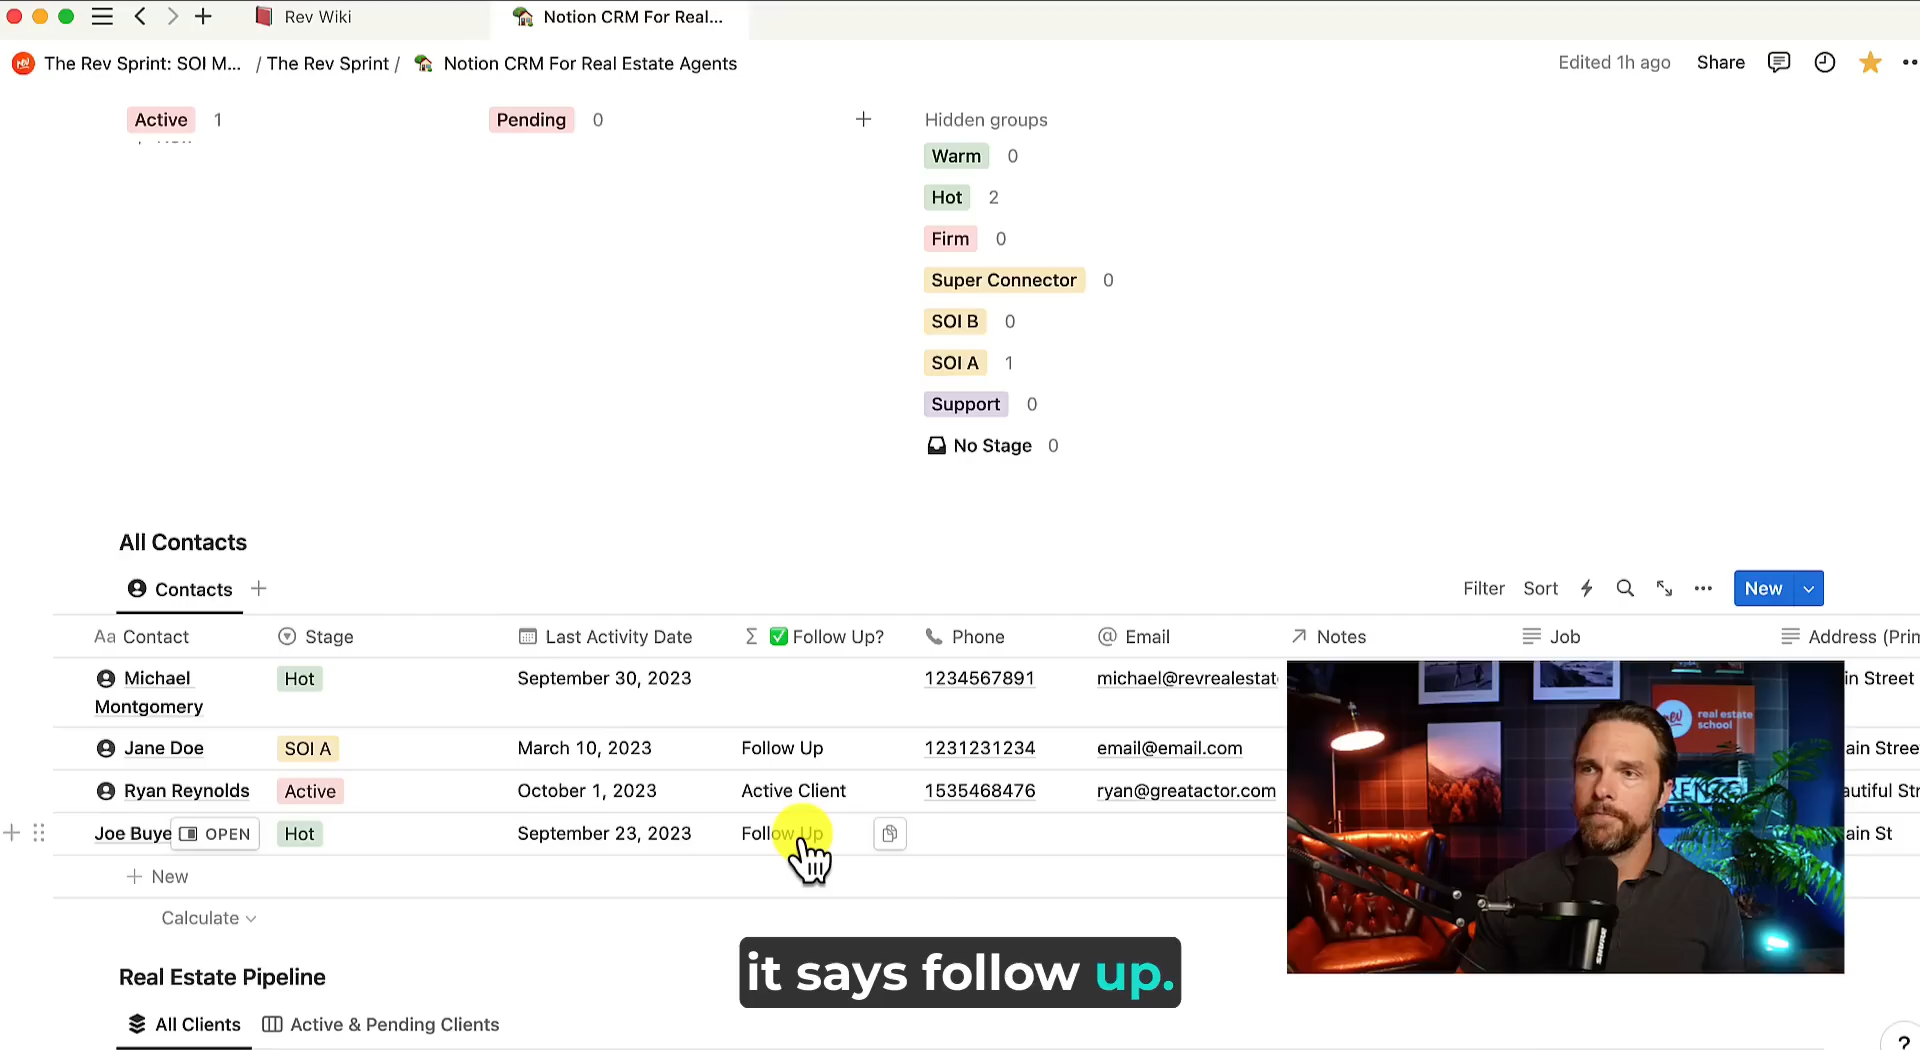 Rev Wiki
Notion CRM For Real...
The Rev Sprint: SOI M... / The Rev Sprint / Notion CRM For Real Estate Agents
Edited 1h ago Share
Active 1 Pending 0 Hidden groups
Warm 0
Hot 2
Firm 0
Super Connector 0
SOI B 0
SOI A 1
Support 0
No Stage 0
All Contacts
Contacts
Filter Sort New
Aa Contact Stage Last Activity Date Σ ✅ Follow Up? Phone @ Email Notes Job Address (Prin
Michael Montgomery Hot September 30, 2023 1234567891 michael@revrealestat in Street
Jane Doe SOI A March 10, 2023 Follow Up 1231231234 email@email.com ain Stree
Ryan Reynolds Active October 1, 2023 Active Client 1535468476 ryan@greatactor.com autiful Str
Joe Buye OPEN Hot September 23, 2023 Follow Up ain St
+ New
Calculate
real estate
school
SHURE
it says follow up.
Real Estate Pipeline
All Clients Active & Pending Clients
?